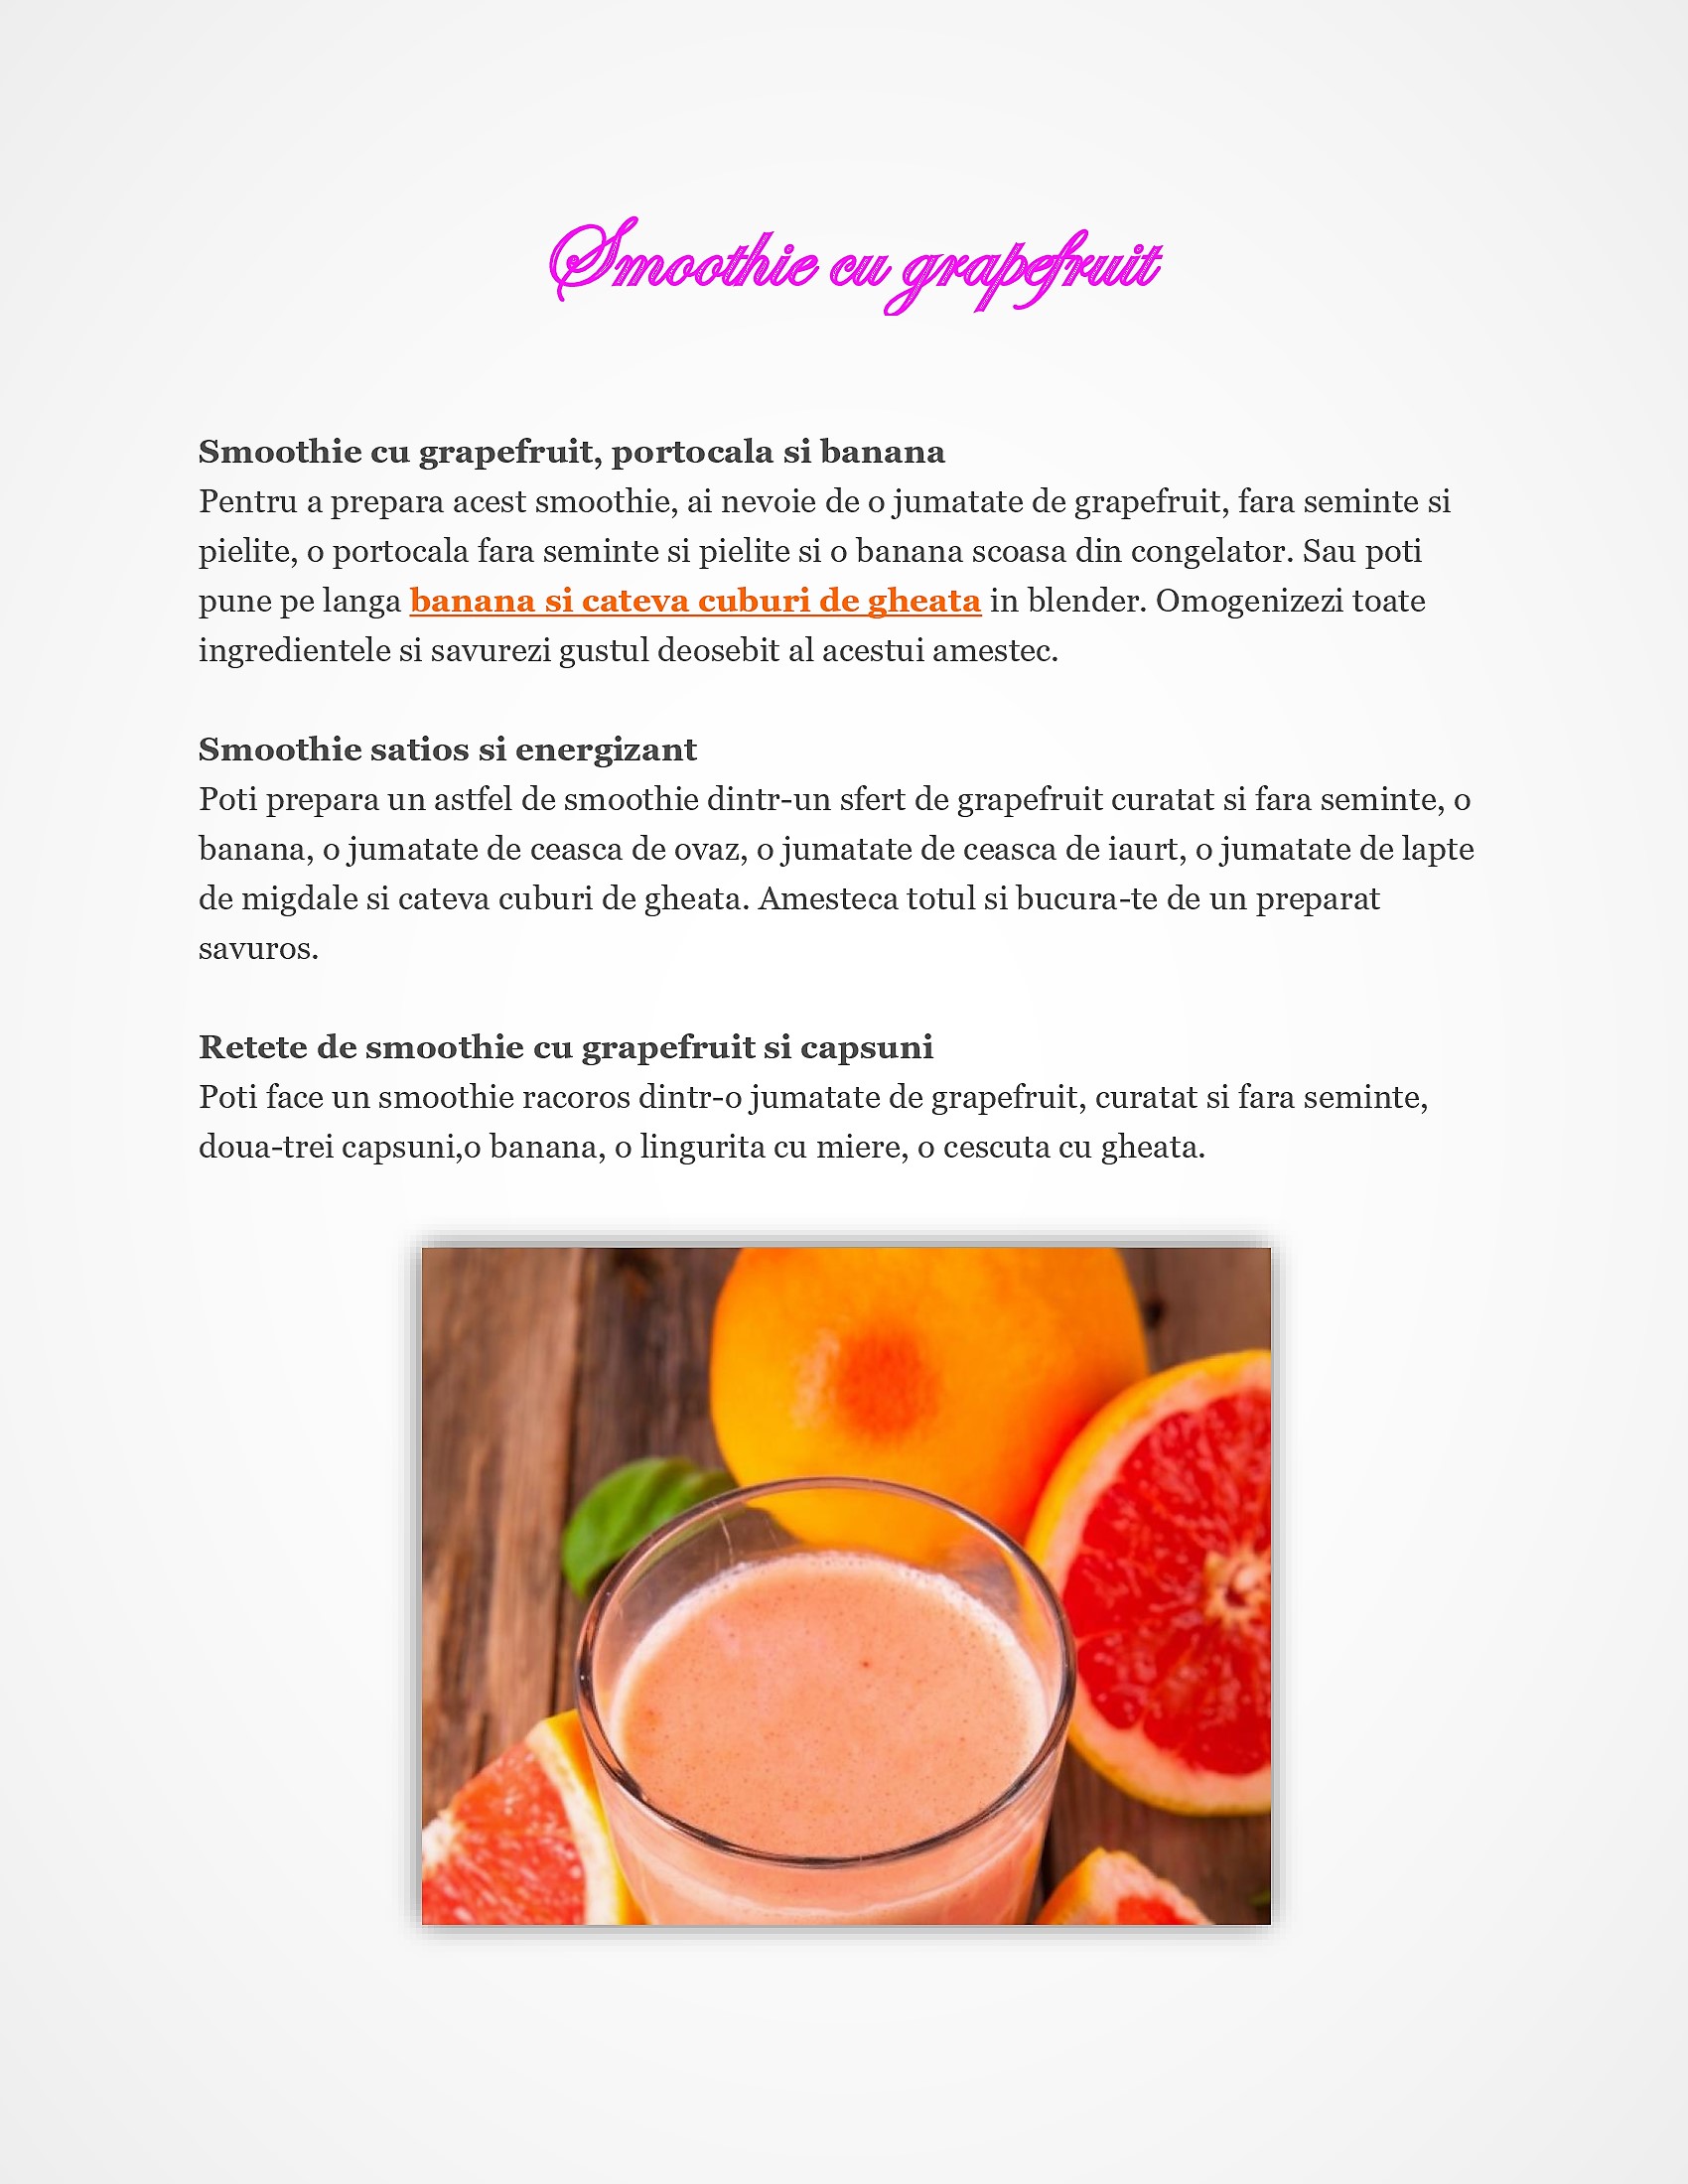 Smoothie cu grapefruit
Smoothie cu grapefruit, portocala si banana
Pentru a prepara acest smoothie, ai nevoie de o jumatate de grapefruit, fara seminte si
pielite, o portocala fara seminte si pielite si o banana scoasa din congelator. Sau poti
pune pe langa banana si cateva cuburi de gheata in blender. Omogenizezi toate
ingredientele si savurezi gustul deosebit al acestui amestec.
Smoothie satios si energizant
Poti prepara un astfel de smoothie dintr-un sfert de grapefruit curatat si fara seminte, o
banana, o jumatate de ceasca de ovaz, o jumatate de ceasca de iaurt, o jumatate de lapte
de migdale si cateva cuburi de gheata. Amesteca totul si bucura-te de un preparat
savuros.
Retete de smoothie cu grapefruit si capsuni
Poti face un smoothie racoros dintr-o jumatate de grapefruit, curatat si fara seminte,
doua-trei capsuni,o banana, o lingurita cu miere, o cescuta cu gheata.